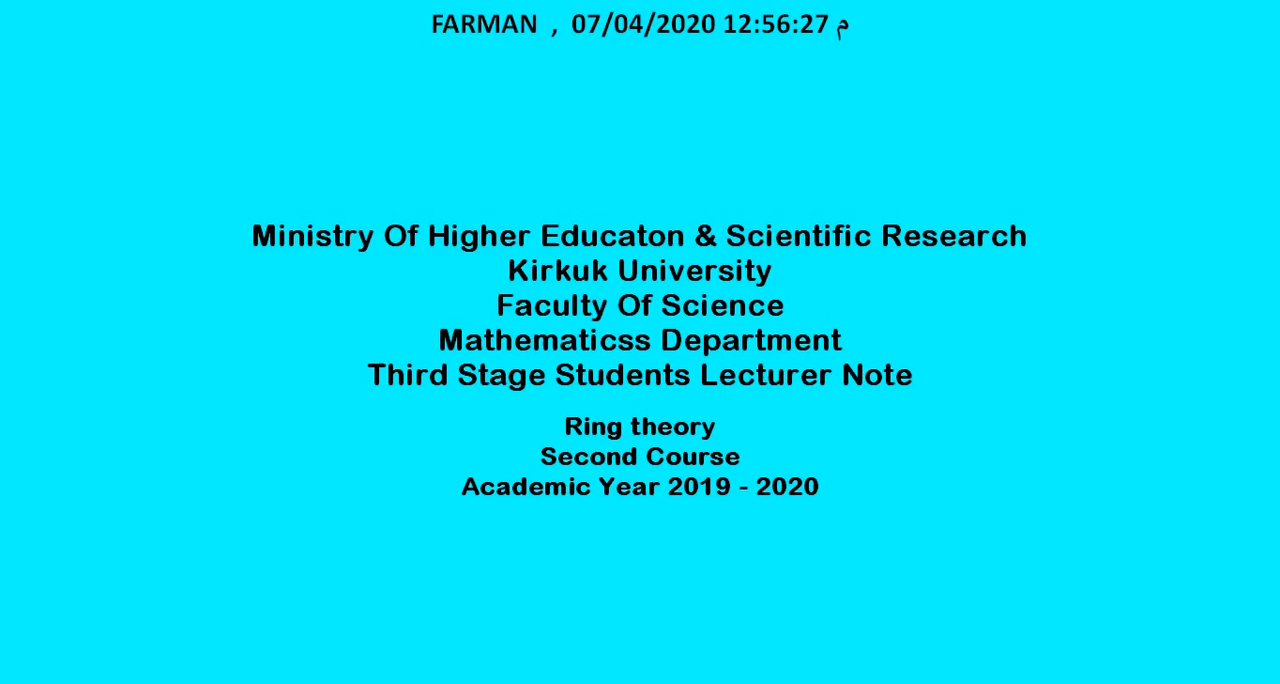 FARMAN , 07/04/2020 12:56:27 م
Ministry Of Higher Educaton & Scientific Research
Kirkuk University
Faculty Of Science
Mathematicss Department
Third Stage Students Lecturer Note
Ring theory
Second Course
Academic Year 2019 - 2020